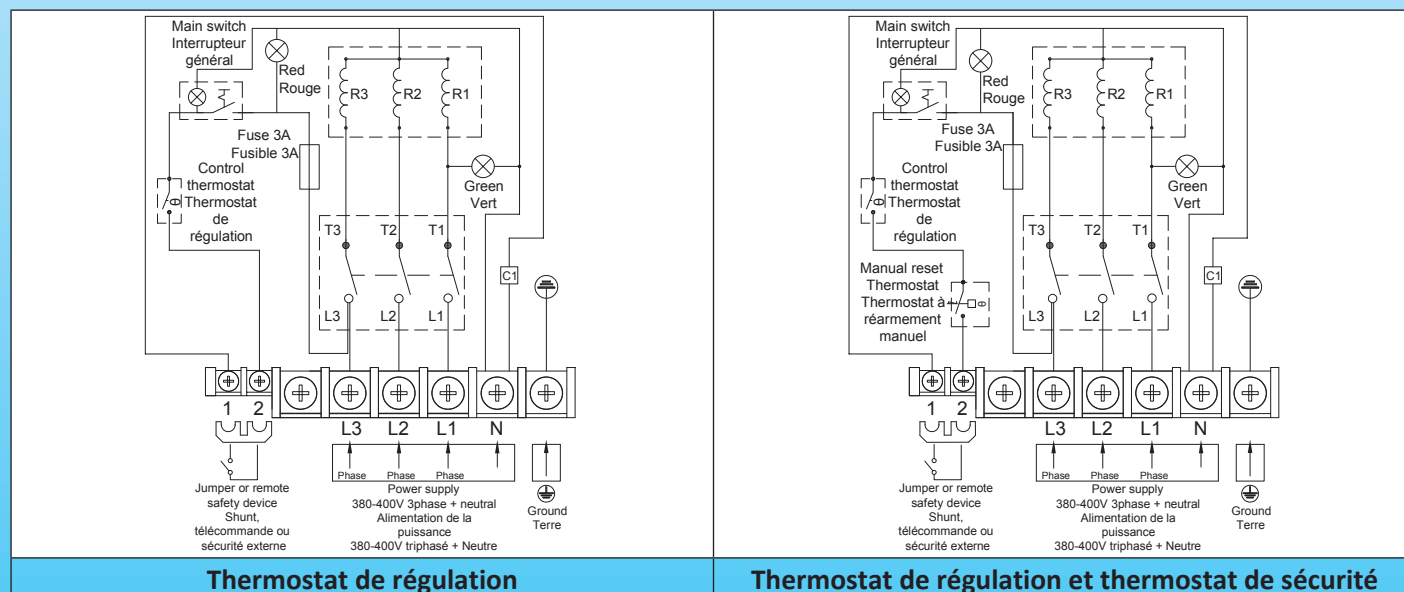 Main switch
Interrupteur
général
Red
Rouge
R3
R2
R1
Fuse 3A
Fusible 3A
Control
thermostat
Thermostat
de
régulation
θ
Green
Vert
T3
T2
T1
C1
L3
L2
L1
1
2
L3
L2
L1
N
Phase
Phase
Phase
Jumper or remote
safety device
Shunt,
télécommande ou
sécurité externe
Power supply
380-400V 3phase + neutral
Alimentation de la
puissance
380-400V triphasé + Neutre
Ground
Terre
Thermostat de régulation
Main switch
Interrupteur
général
Red
Rouge
R3
R2
R1
Fuse 3A
Fusible 3A
Control
thermostat
Thermostat
de
régulation
θ
Green
Vert
T3
T2
T1
C1
Manual reset
Thermostat
Thermostat à
réarmement
manuel
θ
L3
L2
L1
1
2
L3
L2
L1
N
Phase
Phase
Phase
Jumper or remote
safety device
Shunt,
télécommande ou
sécurité externe
Power supply
380-400V 3phase + neutral
Alimentation de la
puissance
380-400V triphasé + Neutre
Ground
Terre
Thermostat de régulation et thermostat de sécurité